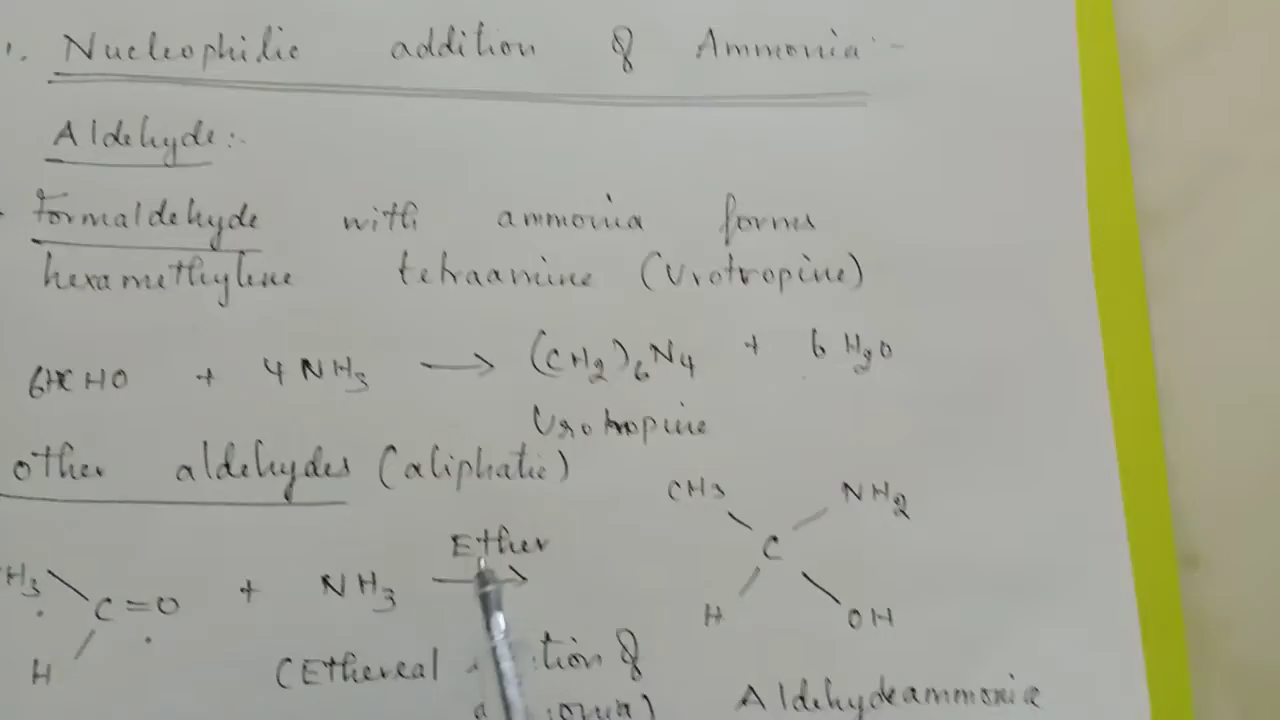 1. Nucleophilic addition of Ammonia :-
Aldehyde:-
Formaldehyde with ammonia forms
hexamethylene tetraamine (Urotropine)
6HCHO + 4NH3 → (CH2)6N4 + 6H2O
Urotropine
other aldehydes (aliphatic)
CH3 NH2
C
H OH
Ether
H3 C=O + NH3 →
H
(Ethereal of
Aldehydeammonia